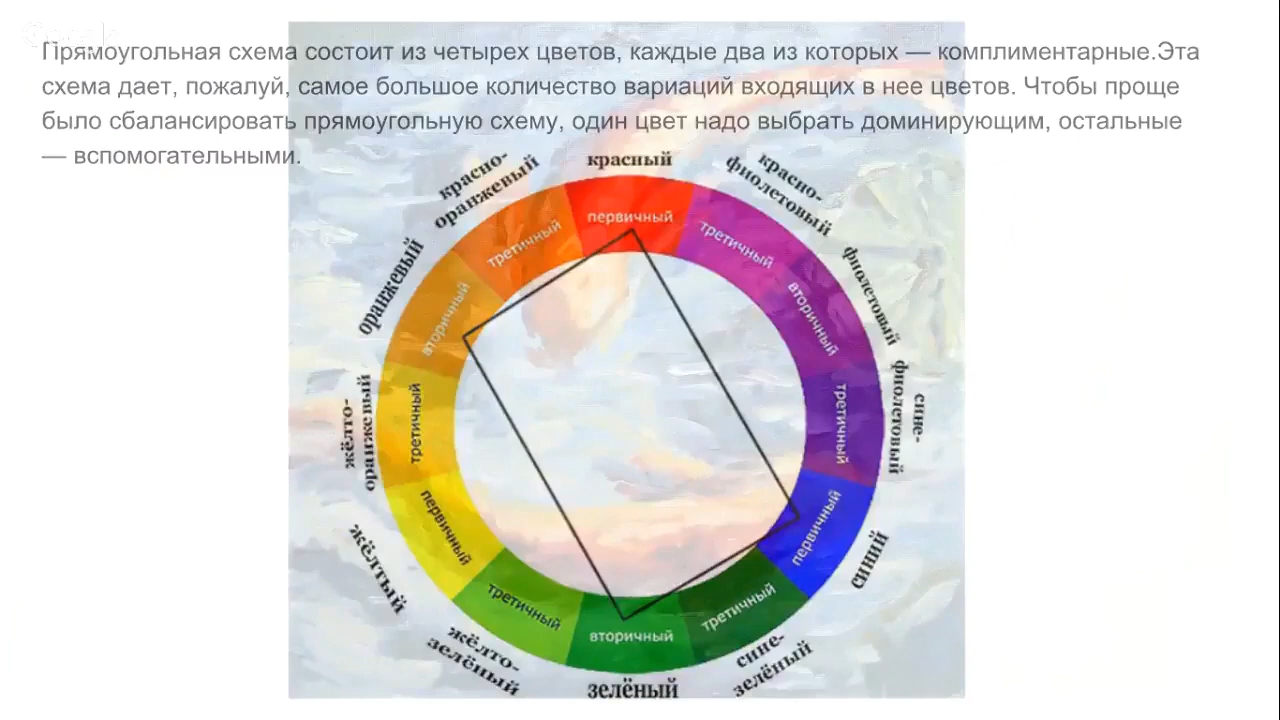 Прямоугольная схема состоит из четырех цветов, каждые два из которых — комплиментарные.Эта
схема дает, пожалуй, самое большое количество вариаций входящих в нее цветов. Чтобы проще
было сбалансировать прямоугольную схему, один цвет надо выбрать доминирующим, остальные
— вспомогательными.
красный
первичный
красно-
фиолетовый
третичный
фиолетовый
вторичный
сине-
фиолетовый
третичный
синий
первичный
сине-
зелёный
третичный
зелёный
вторичный
жёлто-
зелёный
третичный
жёлтый
первичный
жёлто-
оранжевый
третичный
оранжевый
вторичный
красно-
оранжевый
третичный